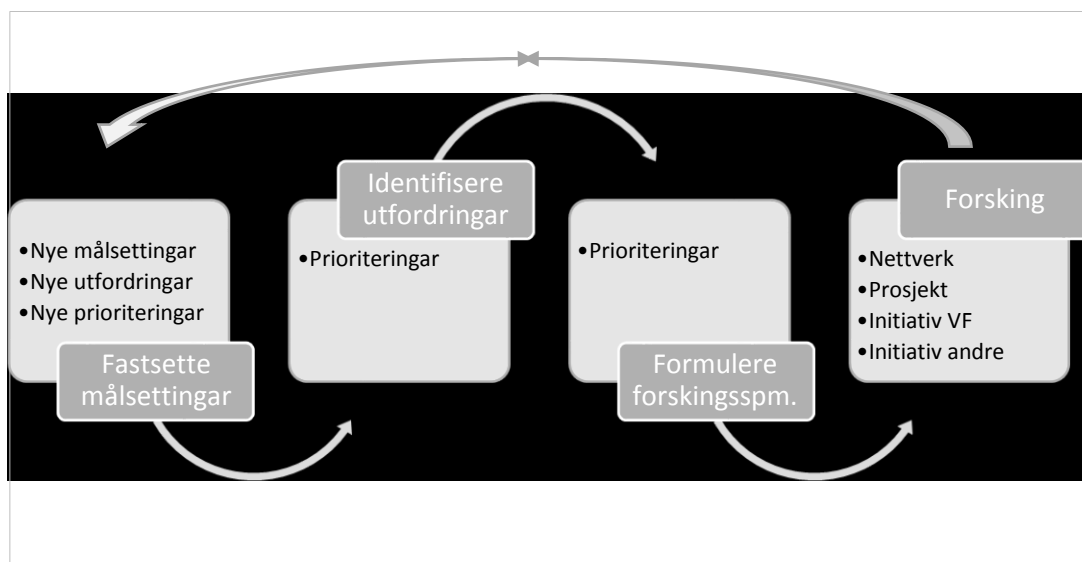 •Nye målsettingar
•Nye utfordringar
•Nye prioriteringar
Fastsette
målsettingar
Identifisere
utfordringar
•Prioriteringar
•Prioriteringar
Formulere
forskingsspm.
Forsking
•Nettverk
•Prosjekt
•Initiativ VF
•Initiativ andre